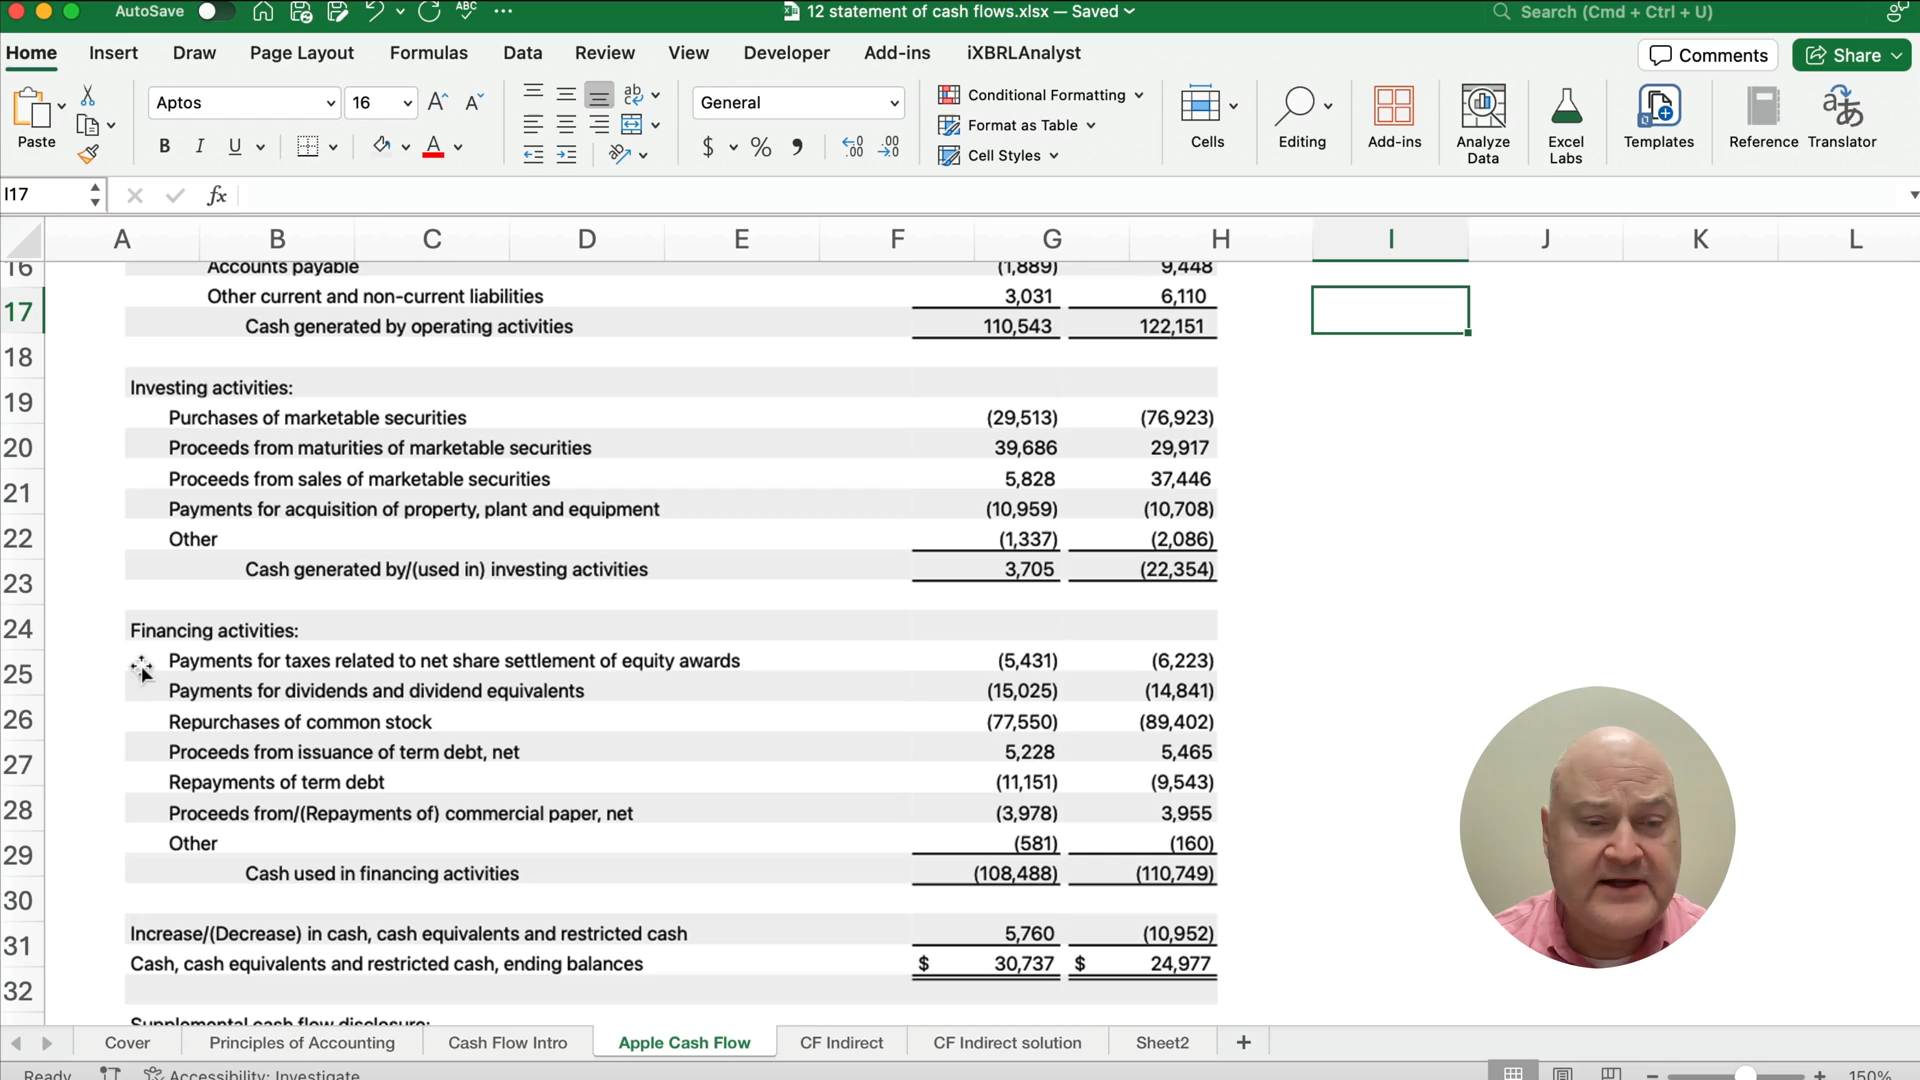 AutoSave
ABC
12 statement of cash flows.xlsx — Saved
Search (Cmd + Ctrl + U)
Home Insert Draw Page Layout Formulas Data Review View Developer Add-ins iXBRLAnalyst Comments Share
Paste
Aptos 16 A A
B I U A
ab
General
$ % 9
Conditional Formatting
Format as Table
Cell Styles
Cells
Editing
Add-ins
Analyze Data
Excel Labs
Templates
Reference
Translator
I17 fx
A B C D E F G H I J K L
16 Accounts payable (1,889) 9,448
17 Other current and non-current liabilities 3,031 6,110
Cash generated by operating activities 110,543 122,151
18
Investing activities:
19
Purchases of marketable securities (29,513) (76,923)
20 Proceeds from maturities of marketable securities 39,686 29,917
21 Proceeds from sales of marketable securities 5,828 37,446
Payments for acquisition of property, plant and equipment (10,959) (10,708)
22 Other (1,337) (2,086)
23 Cash generated by/(used in) investing activities 3,705 (22,354)
24 Financing activities:
25 Payments for taxes related to net share settlement of equity awards (5,431) (6,223)
Payments for dividends and dividend equivalents (15,025) (14,841)
26 Repurchases of common stock (77,550) (89,402)
27 Proceeds from issuance of term debt, net 5,228 5,465
Repayments of term debt (11,151) (9,543)
28 Proceeds from/(Repayments of) commercial paper, net (3,978) 3,955
29 Other (581) (160)
Cash used in financing activities (108,488) (110,749)
30
31 Increase/(Decrease) in cash, cash equivalents and restricted cash 5,760 (10,952)
Cash, cash equivalents and restricted cash, ending balances $ 30,737 $ 24,977
32
Supplemental cash flow disclosure:
Cover Principles of Accounting Cash Flow Intro Apple Cash Flow CF Indirect CF Indirect solution Sheet2 +
Ready Accessibility: Investigate 150%